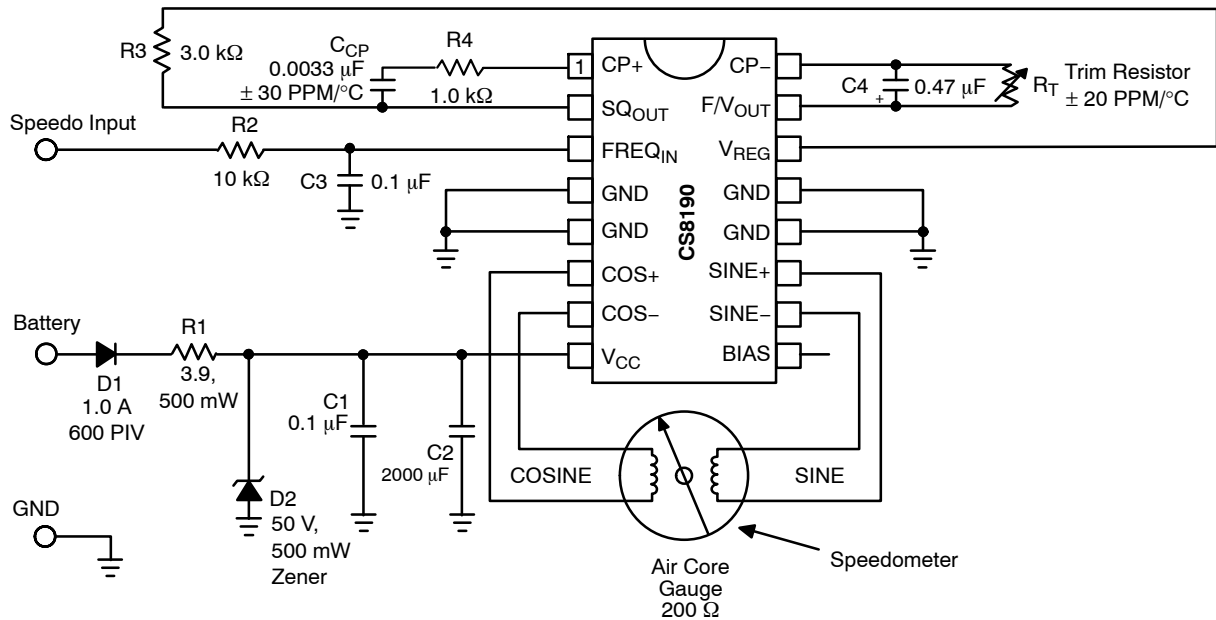 R3
3.0 kΩ
C_CP
0.0033 μF
± 30 PPM/°C
R4
1.0 kΩ
1
CP+
SQ_OUT
FREQ_IN
GND
GND
COS+
COS−
V_CC
CS8190
CP−
F/V_OUT
V_REG
GND
GND
SINE+
SINE−
BIAS
C4
+
0.47 μF
R_T
Trim Resistor
± 20 PPM/°C
Speedo Input
R2
10 kΩ
C3
0.1 μF
Battery
D1
1.0 A
600 PIV
R1
3.9,
500 mW
C1
0.1 μF
C2
2000 μF
D2
50 V,
500 mW
Zener
GND
COSINE
SINE
Speedometer
Air Core
Gauge
200 Ω